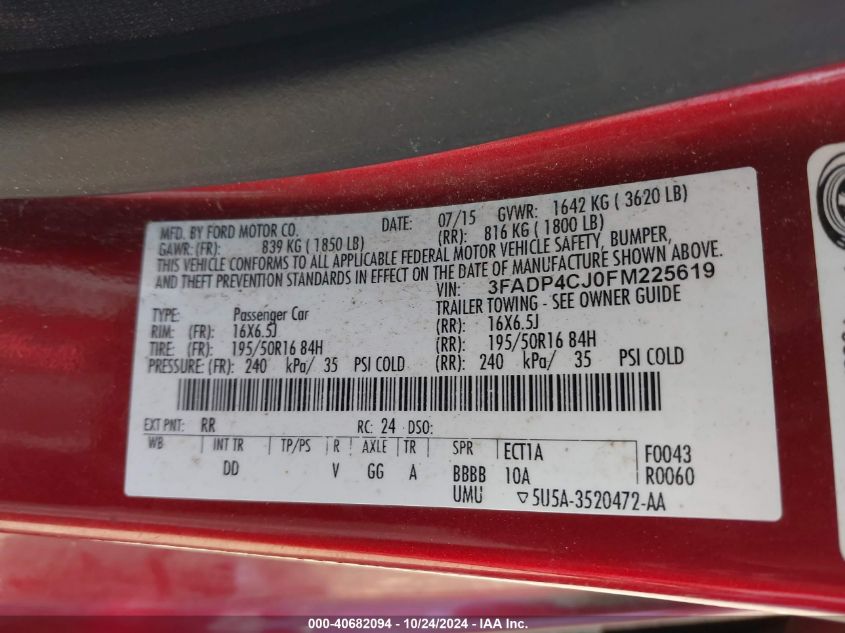 MFD. BY FORD MOTOR CO. DATE: 07/15 GVWR: 1642 KG ( 3620 LB)
GAWR: (FR): 839 KG ( 1850 LB) (RR): 816 KG ( 1800 LB)
THIS VEHICLE CONFORMS TO ALL APPLICABLE FEDERAL MOTOR VEHICLE SAFETY, BUMPER,
AND THEFT PREVENTION STANDARDS IN EFFECT ON THE DATE OF MANUFACTURE SHOWN ABOVE.
VIN: 3FADP4CJ0FM225619
TYPE: Passenger Car TRAILER TOWING - SEE OWNER GUIDE
RIM: (FR): 16X6.5J (RR): 16X6.5J
TIRE: (FR): 195/50R16 84H (RR): 195/50R16 84H
PRESSURE: (FR): 240 kPa/ 35 PSI COLD (RR): 240 kPa/ 35 PSI COLD
EXT PNT: RR RC: 24 DSO:
WB INT TR TP/PS R AXLE TR SPR ECT1A F0043
DD V GG A BBBB 10A R0060
UMU ▽5U5A-3520472-AA
000-40682094 - 10/24/2024 - IAA Inc.